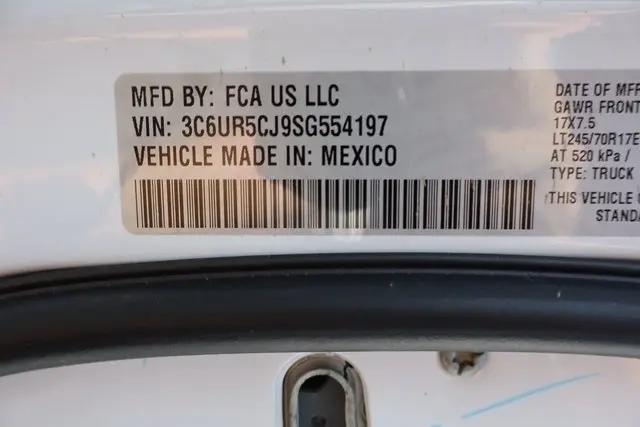 MFD BY: FCA US LLC
VIN: 3C6UR5CJ9SG554197
VEHICLE MADE IN: MEXICO
DATE OF MFR
GAWR FRONT
17X7.5
LT245/70R17E
AT 520 kPa /
TYPE: TRUCK
THIS VEHICLE
STANDA